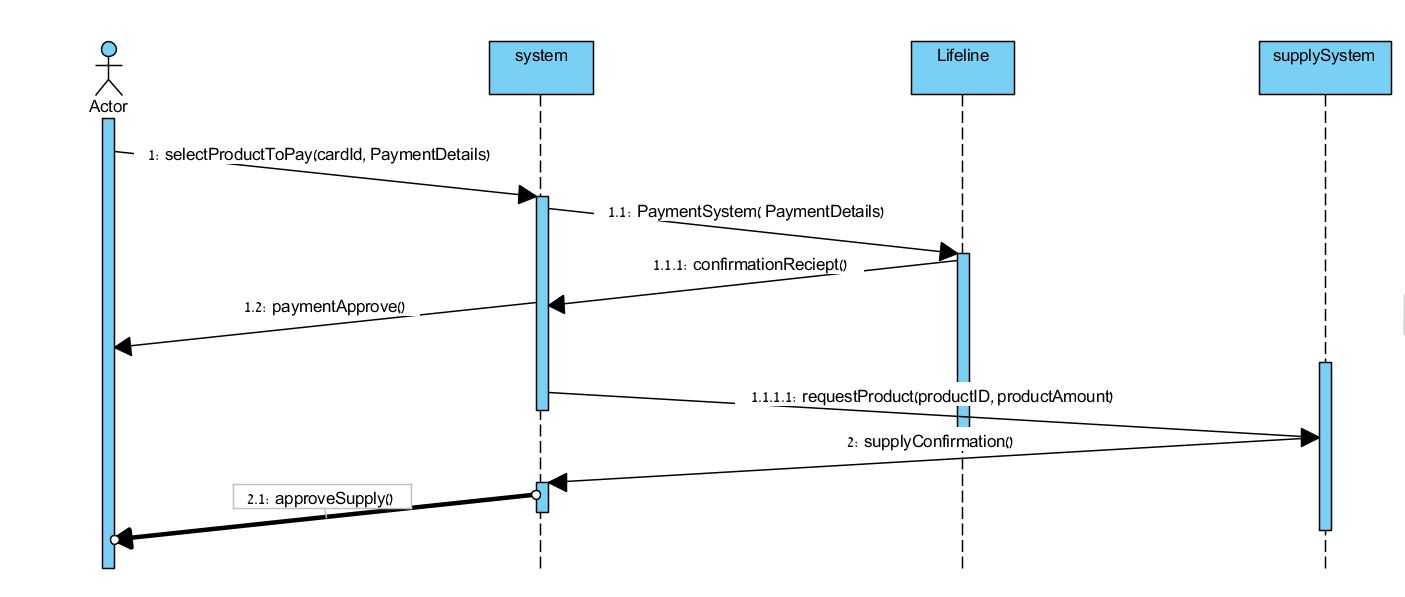 system
Lifeline
supplySystem
Actor
1: selectProductToPay(cardId, PaymentDetails)
1.1: PaymentSystem( PaymentDetails)
1.1.1: confirmationReciept()
1.2: paymentApprove()
1.1.1.1: requestProduct(productID, productAmount)
2: supplyConfirmation()
2.1: approveSupply()